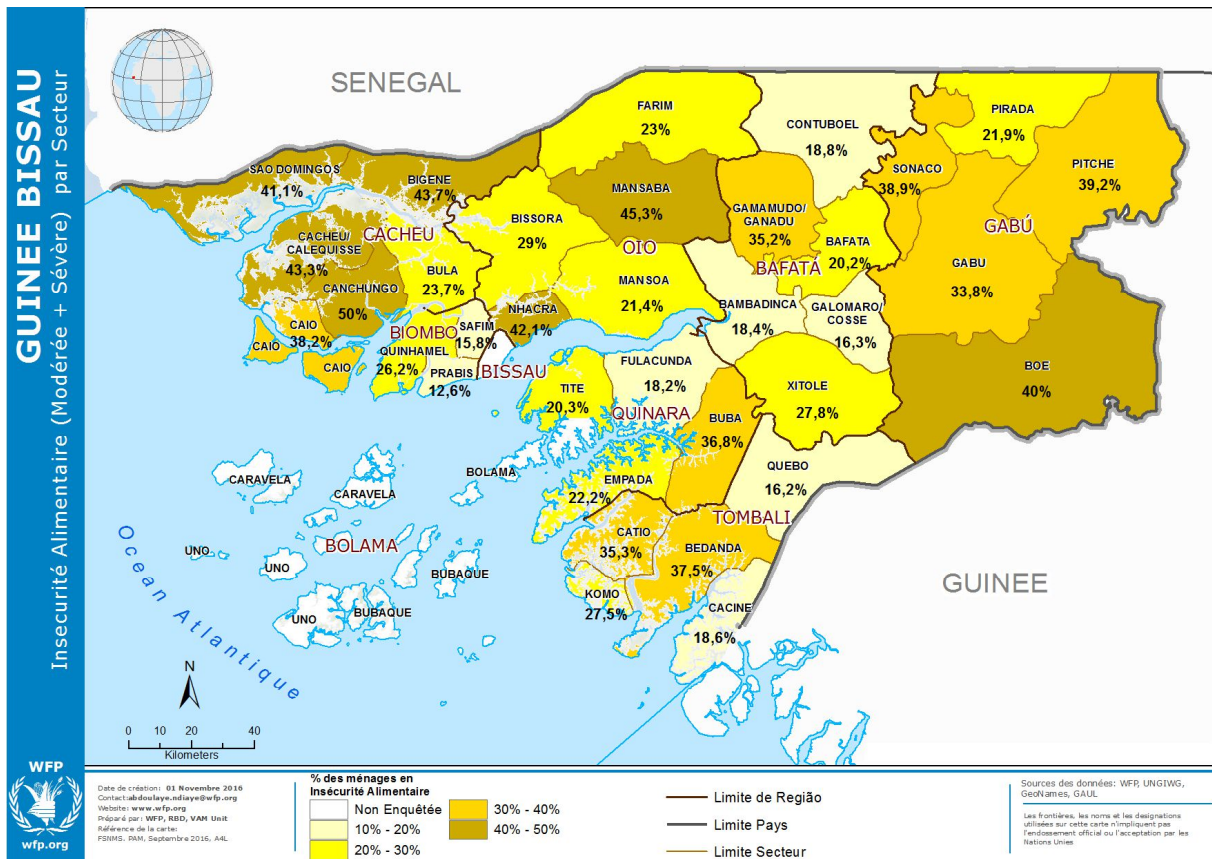 GUINEE BISSAU
Insecurité Alimentaire (Modérée + Sévère) par Secteur
SENEGAL
FARIM
23%
CONTUBOEL
18,8%
PIRADA
21,9%
SAO DOMINGOS
41,1%
BIGENE
43,7%
MANSABA
45,3%
SONACO
38,9%
PITCHE
39,2%
GAMAMUDO/
GANADU
35,2%
BISSORA
29%
CACHEU
CACHEU/
CALEQUISSE
43,3%
OIO
BAFATA
20,2%
GABÚ
BULA
23,7%
MANSOA
21,4%
BAFATÁ
GABU
33,8%
CANCHUNGO
50%
NHACRA
42,1%
BAMBADINCA
18,4%
GALOMARO/
COSSE
16,3%
CAIO
38,2%
CAIO
CAIO
BIOMBO
SAFIM
15,8%
QUINHAMEL
26,2%
PRABIS
12,6%
BISSAU
FULACUNDA
18,2%
BOE
40%
TITE
20,3%
QUINARA
XITOLE
27,8%
BUBA
36,8%
QUEBO
16,2%
BOLAMA
CARAVELA
CARAVELA
EMPADA
22,2%
TOMBALI
CATIO
35,3%
BEDANDA
37,5%
BOLAMA
UNO
UNO
BUBAQUE
GUINEE
KOMO
27,5%
CACINE
18,6%
UNO
BUBAQUE
Ocean Atlantique
N
0 10 20 40
Kilometers
WFP
wfp.org
Date de création: 01 Novembre 2016
Contact:abdoulaye.ndiaye@wfp.org
Website: www.wfp.org
Préparé par: WFP, RBD, VAM Unit
Référence de la carte:
FSNMS. PAM, Septembre 2016, A4L
% des ménages en
Insécurité Alimentaire
Non Enquêtée
10% - 20%
20% - 30%
30% - 40%
40% - 50%
Limite de Região
Limite Pays
Limite Secteur
Sources des données: WFP, UNGIWG,
GeoNames, GAUL
Les frontières, les noms et les designations
utilisées sur cette carte n'impliquent pas
l'endossement official ou l'acceptation par les
Nations Unies